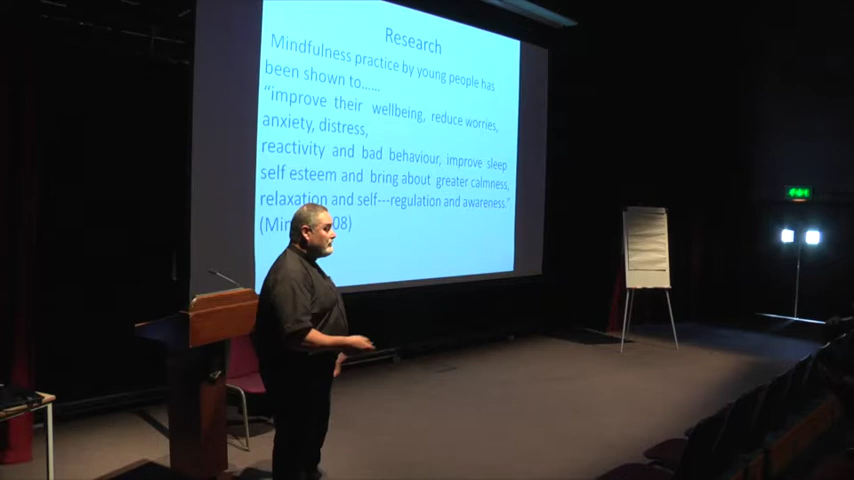 Research
Mindfulness practice by young people has
been shown to……
“improve their wellbeing, reduce worries,
anxiety, distress,
reactivity and bad behaviour, improve sleep
self esteem and bring about greater calmness,
relaxation and self---regulation and awareness.”